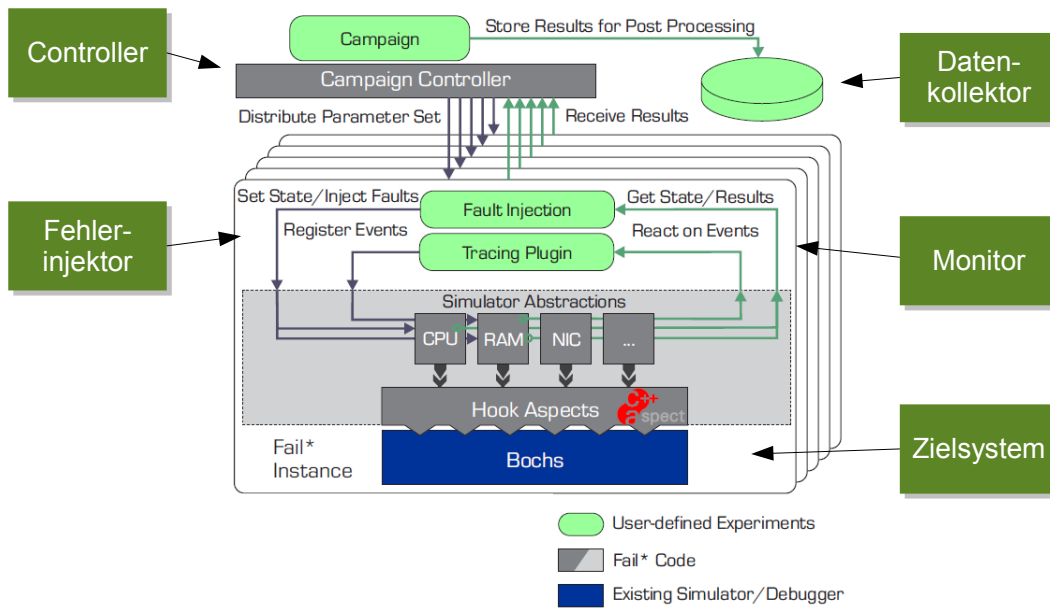 Controller
Campaign
Store Results for Post Processing
Daten-
kollektor
Campaign Controller
Distribute Parameter Set
Receive Results
Fehler-
injektor
Set State/Inject Faults
Fault Injection
Get State/Results
Register Events
Tracing Plugin
React on Events
Monitor
Simulator Abstractions
CPU
RAM
NIC
...
Hook Aspects
C++
aspect
Fail*
Instance
Bochs
Zielsystem
User-defined Experiments
Fail* Code
Existing Simulator/Debugger